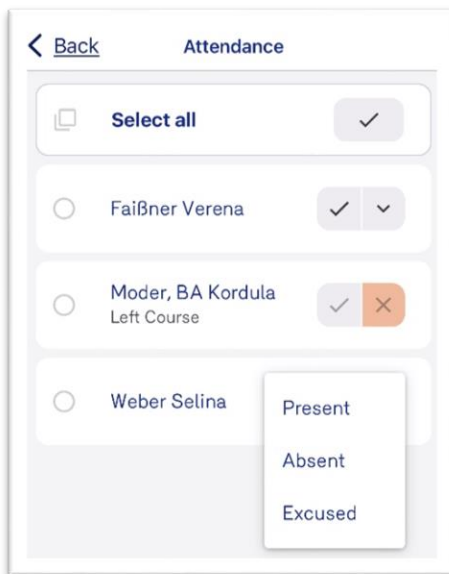 Back
Attendance
Select all
Faißner Verena
Moder, BA Kordula
Left Course
Weber Selina
Present
Absent
Excused